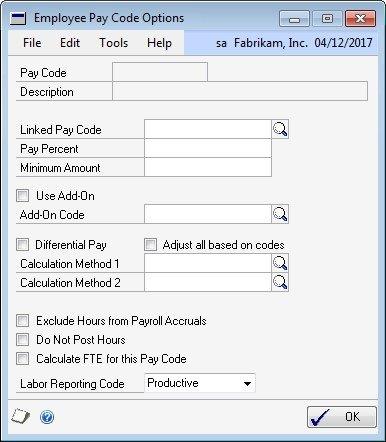 Employee Pay Code Options
File Edit Tools Help sa Fabrikam, Inc. 04/12/2017
Pay Code
Description
Linked Pay Code
Pay Percent
Minimum Amount
Use Add-On
Add-On Code
Differential Pay Adjust all based on codes
Calculation Method 1
Calculation Method 2
Exclude Hours from Payroll Accruals
Do Not Post Hours
Calculate FTE for this Pay Code
Labor Reporting Code Productive
OK